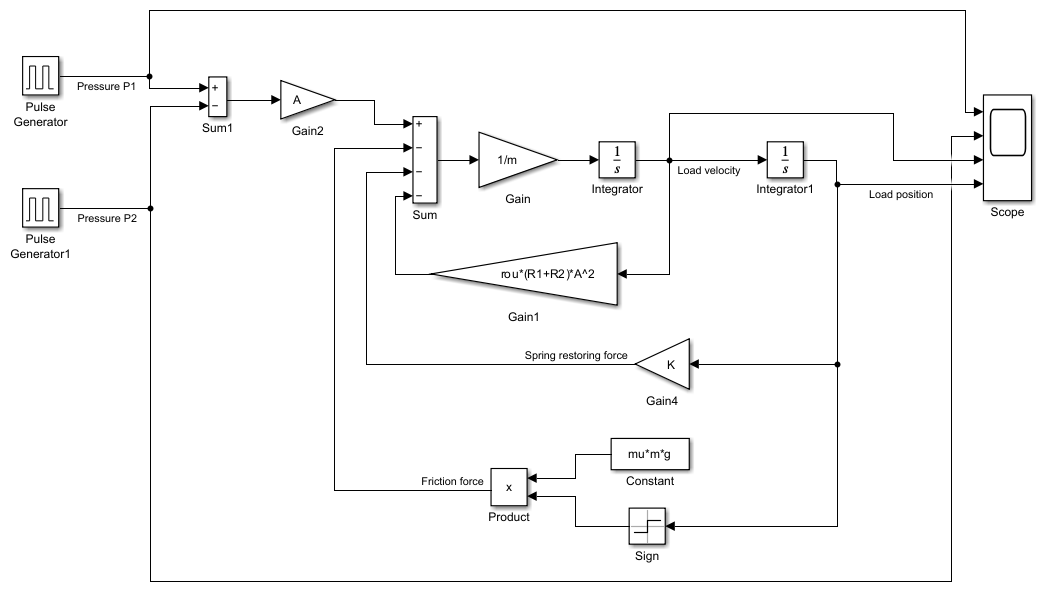 Pulse
Generator
Pressure P1
+
−
Sum1
A
Gain2
+
−
−
−
Sum
1/m
Gain
1
s
Integrator
Load velocity
1
s
Integrator1
Load position
Scope
Pulse
Generator1
Pressure P2
rou*(R1+R2)*A^2
Gain1
Spring restoring force
K
Gain4
mu*m*g
Constant
Friction force
x
Product
Sign